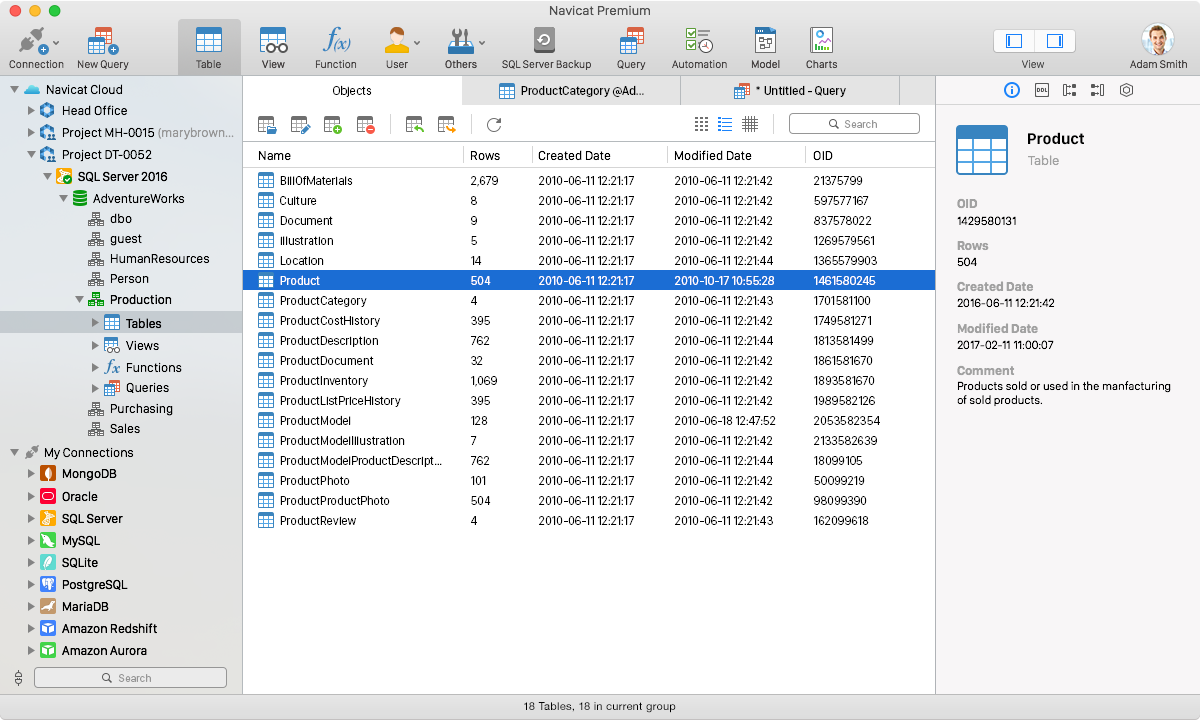 Navicat Premium
Connection New Query Table View Function User Others SQL Server Backup Query Automation Model Charts View Adam Smith
Navicat Cloud
Head Office
Project MH-0015 (marybrown...
Project DT-0052
SQL Server 2016
AdventureWorks
dbo
guest
HumanResources
Person
Production
Tables
Views
fx Functions
Queries
Purchasing
Sales
My Connections
MongoDB
Oracle
SQL Server
MySQL
SQLite
PostgreSQL
MariaDB
Amazon Redshift
Amazon Aurora
Search
Objects ProductCategory @Ad... * Untitled - Query
Search
Name Rows Created Date Modified Date OID
BillOfMaterials 2,679 2010-06-11 12:21:17 2010-06-11 12:21:42 21375799
Culture 8 2010-06-11 12:21:17 2010-06-11 12:21:42 597577167
Document 9 2010-06-11 12:21:17 2010-06-11 12:21:42 837578022
Illustration 5 2010-06-11 12:21:17 2010-06-11 12:21:42 1269579561
Location 14 2010-06-11 12:21:17 2010-06-11 12:21:44 1365579903
Product 504 2010-06-11 12:21:17 2010-10-17 10:55:28 1461580245
ProductCategory 4 2010-06-11 12:21:17 2010-06-11 12:21:43 1701581100
ProductCostHistory 395 2010-06-11 12:21:17 2010-06-11 12:21:42 1749581271
ProductDescription 762 2010-06-11 12:21:17 2010-06-11 12:21:44 1813581499
ProductDocument 32 2010-06-11 12:21:17 2010-06-11 12:21:42 1861581670
ProductInventory 1,069 2010-06-11 12:21:17 2010-06-11 12:21:42 1893581670
ProductListPriceHistory 395 2010-06-11 12:21:17 2010-06-11 12:21:42 1989582126
ProductModel 128 2010-06-11 12:21:17 2010-06-18 12:47:52 2053582354
ProductModelIllustration 7 2010-06-11 12:21:17 2010-06-11 12:21:42 2133582639
ProductModelProductDescript... 762 2010-06-11 12:21:17 2010-06-11 12:21:44 18099105
ProductPhoto 101 2010-06-11 12:21:17 2010-06-11 12:21:42 50099219
ProductProductPhoto 504 2010-06-11 12:21:17 2010-06-11 12:21:42 98099390
ProductReview 4 2010-06-11 12:21:17 2010-06-11 12:21:43 162099618
DDL
Product
Table
OID
1429580131
Rows
504
Created Date
2016-06-11 12:21:42
Modified Date
2017-02-11 11:00:07
Comment
Products sold or used in the manfacturing
of sold products.
18 Tables, 18 in current group